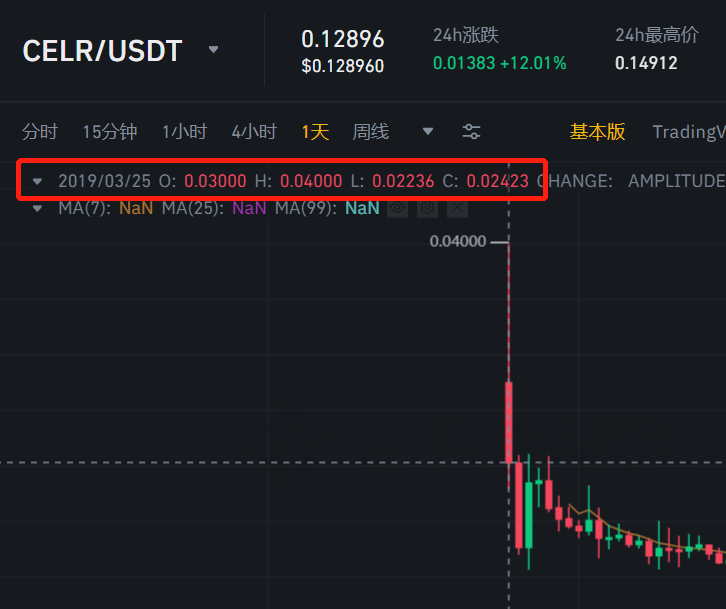 CELR/USDT
0.12896
$0.128960
24h涨跌
0.01383 +12.01%
24h最高价
0.14912
分时 15分钟 1小时 4小时 1天 周线 基本版 TradingV
2019/03/25 O: 0.03000 H: 0.04000 L: 0.02236 C: 0.02423 CHANGE: AMPLITUDE
MA(7): NaN MA(25): NaN MA(99): NaN
0.04000